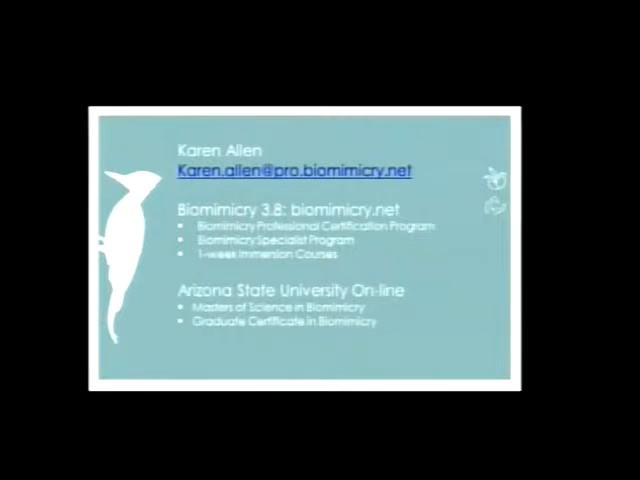 Karen Allen
Karen.allen@pro.biomimicry.net
Biomimicry 3.8: biomimicry.net
• Biomimicry Professional Certification Program
• Biomimicry Specialist Program
• 1-week Immersion Courses
Arizona State University On-line
• Masters of Science in Biomimicry
• Graduate Certificate in Biomimicry